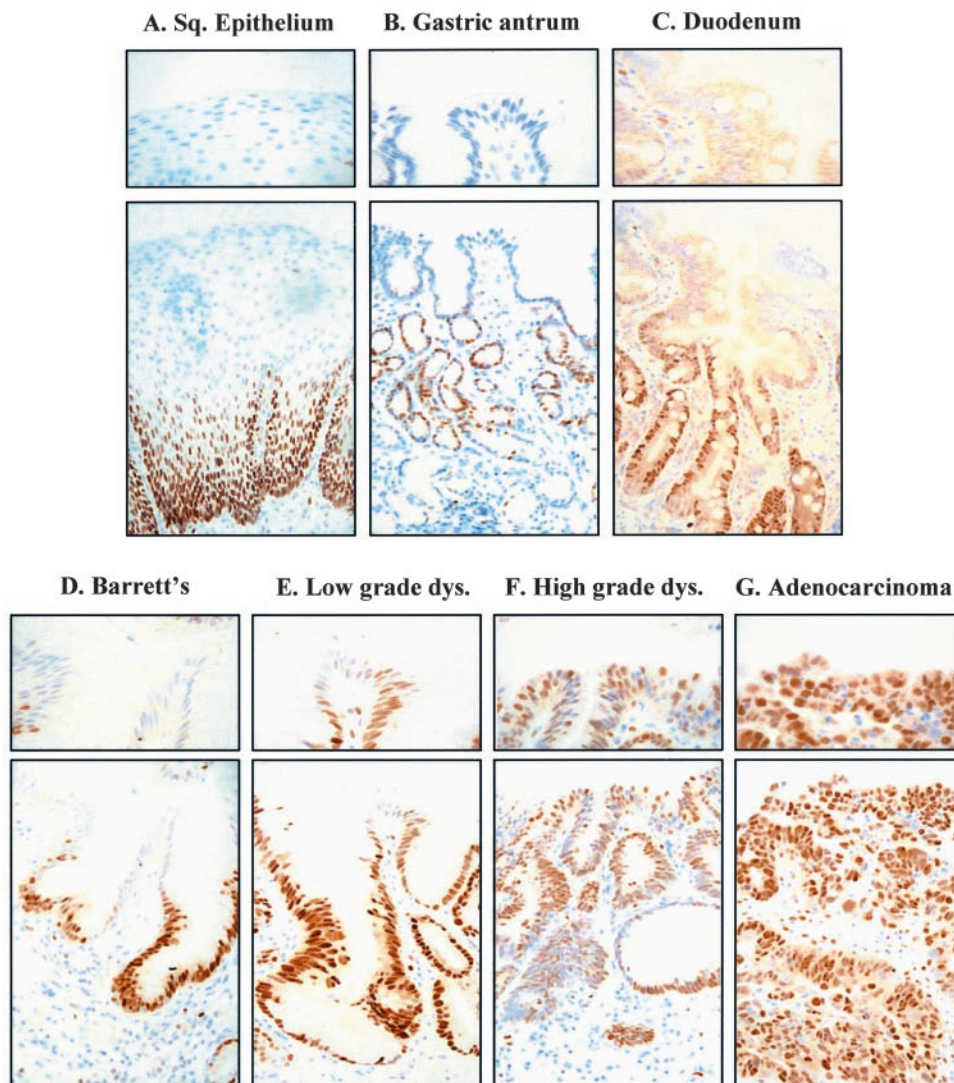 A. Sq. Epithelium
B. Gastric antrum
C. Duodenum
D. Barrett's
E. Low grade dys.
F. High grade dys.
G. Adenocarcinoma